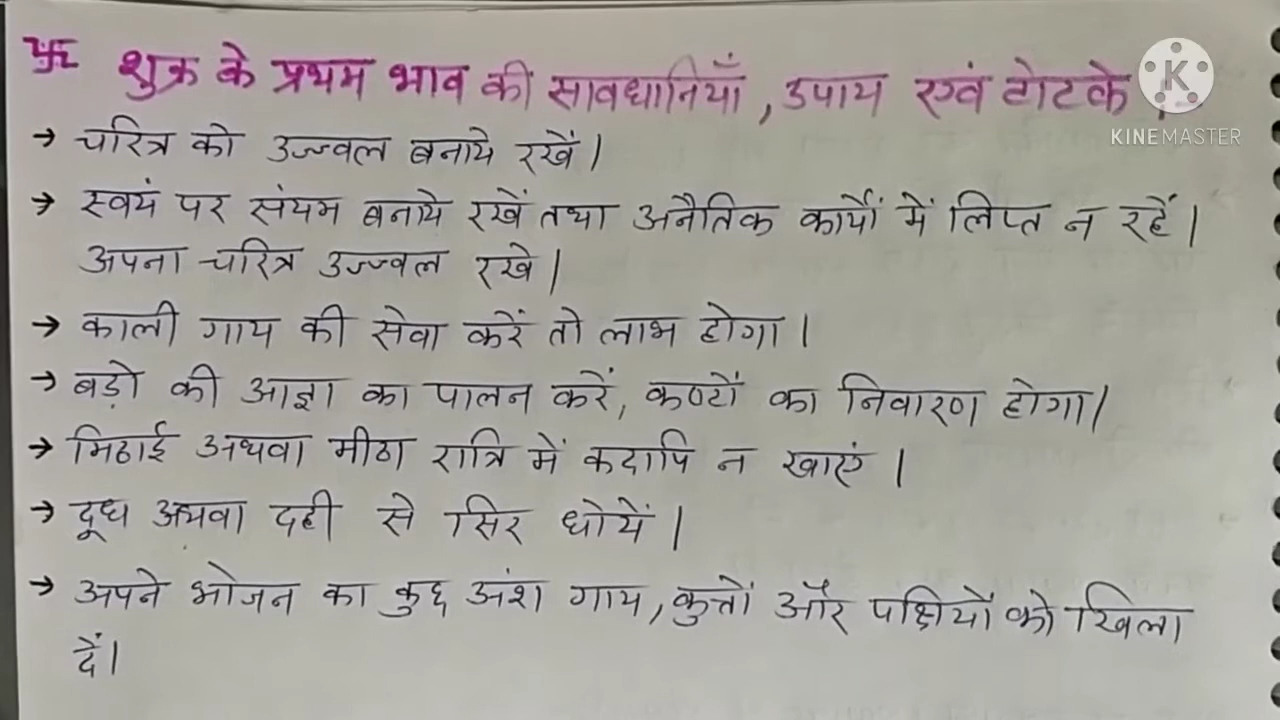 卐 शुक्र के प्रथम भाव की सावधानियाँ, उपाय एवं टोटके।
→ चरित्र को उज्ज्वल बनाये रखें।
→ स्वयं पर संयम बनाये रखें तथा अनैतिक कार्यों में लिप्त न रहें।
अपना चरित्र उज्ज्वल रखे।
→ काली गाय की सेवा करें तो लाभ होगा।
→ बड़ो की आज्ञा का पालन करें, कष्टों का निवारण होगा।
→ मिठाई अथवा मीठा रात्रि में कदापि न खाएं।
→ दूध अथवा दही से सिर धोयें।
→ अपने भोजन का कुछ अंश गाय, कुत्तों और पक्षियों को खिला
दें।
K
KINEMASTER